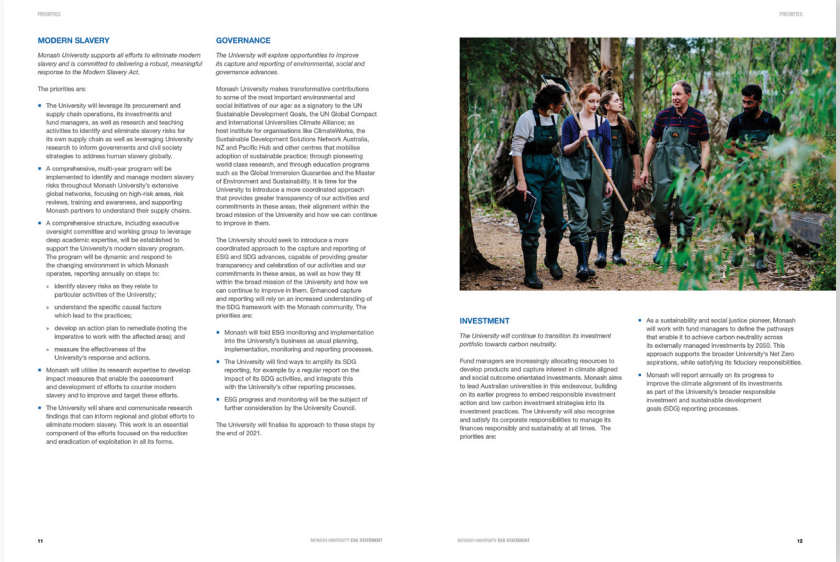 PRIORITIES
MODERN SLAVERY
Monash University supports all efforts to eliminate modern
slavery and is committed to delivering a robust, meaningful
response to the Modern Slavery Act.
The priorities are:
The University will leverage its procurement and
supply chain operations, its investments and
fund managers, as well as research and teaching
activities to identify and eliminate slavery risks for
its own supply chain as well as leveraging University
research to inform governments and civil society
strategies to address human slavery globally.
A comprehensive, multi-year program will be
implemented to identify and manage modern slavery
risks throughout Monash University's extensive
global networks, focusing on high-risk areas, risk
reviews, training and awareness, and supporting
Monash partners to understand their supply chains.
A comprehensive structure, including executive
oversight committee and working group to leverage
deep academic expertise, will be established to
support the University's modern slavery program.
The program will be dynamic and respond to
the changing environment in which Monash
operates, reporting annually on steps to:
» identify slavery risks as they relate to
particular activities of the University;
» understand the specific causal factors
which lead to the practices;
» develop an action plan to remediate (noting the
imperative to work with the affected area); and
» measure the effectiveness of the
University's response and actions.
Monash will utilise its research expertise to develop
impact measures that enable the assessment
and development of efforts to counter modern
slavery and to improve and target these efforts.
The University will share and communicate research
findings that can inform regional and global efforts to
eliminate modern slavery. This work is an essential
component of the efforts focused on the reduction
and eradication of exploitation in all its forms.
GOVERNANCE
The University will explore opportunities to improve
its capture and reporting of environmental, social and
governance advances.
Monash University makes transformative contributions
to some of the most important environmental and
social initiatives of our age: as a signatory to the UN
Sustainable Development Goals, the UN Global Compact
and International Universities Climate Alliance; as
host institute for organisations like ClimateWorks, the
Sustainable Development Solutions Network Australia,
NZ and Pacific Hub and other centres that mobilise
adoption of sustainable practice; through pioneering
world class research, and through education programs
such as the Global Immersion Guarantee and the Master
of Environment and Sustainability. It is time for the
University to introduce a more coordinated approach
that provides greater transparency of our activities and
commitments in these areas, their alignment within the
broad mission of the University and how we can continue
to improve in them.
The University should seek to introduce a more
coordinated approach to the capture and reporting of
ESG and SDG advances, capable of providing greater
transparency and celebration of our activities and our
commitments in these areas, as well as how they fit
within the broad mission of the University and how we
can continue to improve in them. Enhanced capture
and reporting will rely on an increased understanding of
the SDG framework with the Monash community. The
priorities are:
Monash will fold ESG monitoring and implementation
into the University's business as usual planning,
implementation, monitoring and reporting processes.
The University will find ways to amplify its SDG
reporting, for example by a regular report on the
impact of its SDG activities, and integrate this
with the University's other reporting processes.
ESG progress and monitoring will be the subject of
further consideration by the University Council.
The University will finalise its approach to these steps by
the end of 2021.
11
MONASH UNIVERSITY ESG STATEMENT
PRIORITIES
INVESTMENT
The University will continue to transition its investment
portfolio towards carbon neutrality.
Fund managers are increasingly allocating resources to
develop products and capture interest in climate aligned
and social outcome orientated investments. Monash aims
to lead Australian universities in this endeavour, building
on its earlier progress to embed responsible investment
action and low carbon investment strategies into its
investment practices. The University will also recognise
and satisfy its corporate responsibilities to manage its
finances responsibly and sustainably at all times. The
priorities are:
As a sustainability and social justice pioneer, Monash
will work with fund managers to define the pathways
that enable it to achieve carbon neutrality across
its externally managed investments by 2050. This
approach supports the broader University's Net Zero
aspirations, while satisfying its fiduciary responsibilities.
Monash will report annually on its progress to
improve the climate alignment of its investments
as part of the University's broader responsible
investment and sustainable development
goals (SDG) reporting processes.
MONASH UNIVERSITY ESG STATEMENT
12